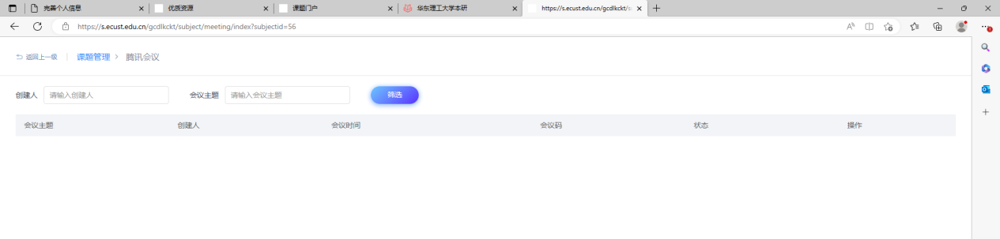 完善个人信息 优质资源 课题门户 华东理工大学本研 https://s.ecust.edu.cn/gcdlkckt/s
https://s.ecust.edu.cn/gcdlkckt/subject/meeting/index?subjectid=56
返回上一级 课题管理 > 腾讯会议
创建人 请输入创建人 会议主题 请输入会议主题 筛选
会议主题 创建人 会议时间 会议码 状态 操作